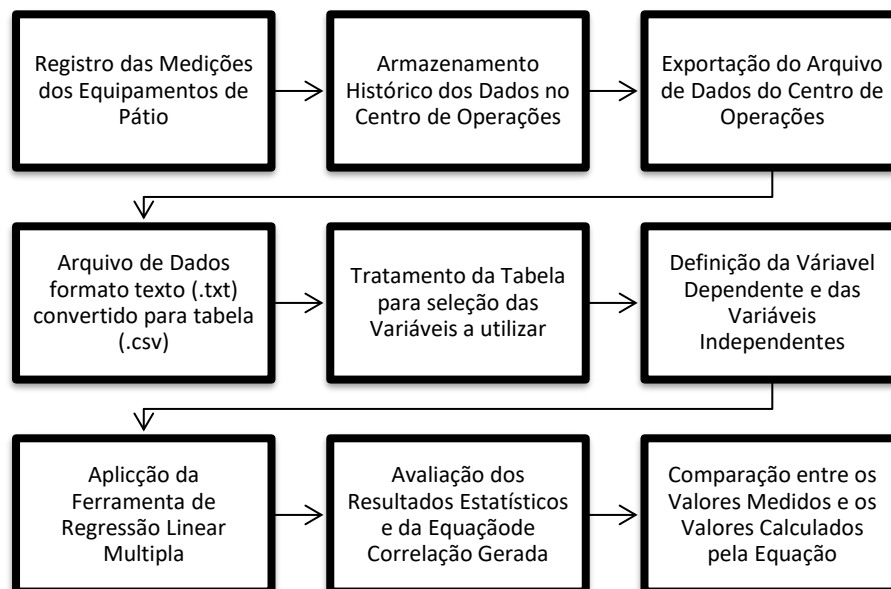 Registro das Medições
dos Equipamentos de
Pátio
Armazenamento
Histórico dos Dados no
Centro de Operações
Exportação do Arquivo
de Dados do Centro de
Operações
Arquivo de Dados
formato texto (.txt)
convertido para tabela
(.csv)
Tratamento da Tabela
para seleção das
Variáveis a utilizar
Definição da Váriavel
Dependente e das
Variáveis
Independentes
Aplicção da
Ferramenta de
Regressão Linear
Multipla
Avaliação dos
Resultados Estatísticos
e da Equaçãode
Correlação Gerada
Comparação entre os
Valores Medidos e os
Valores Calculados
pela Equação